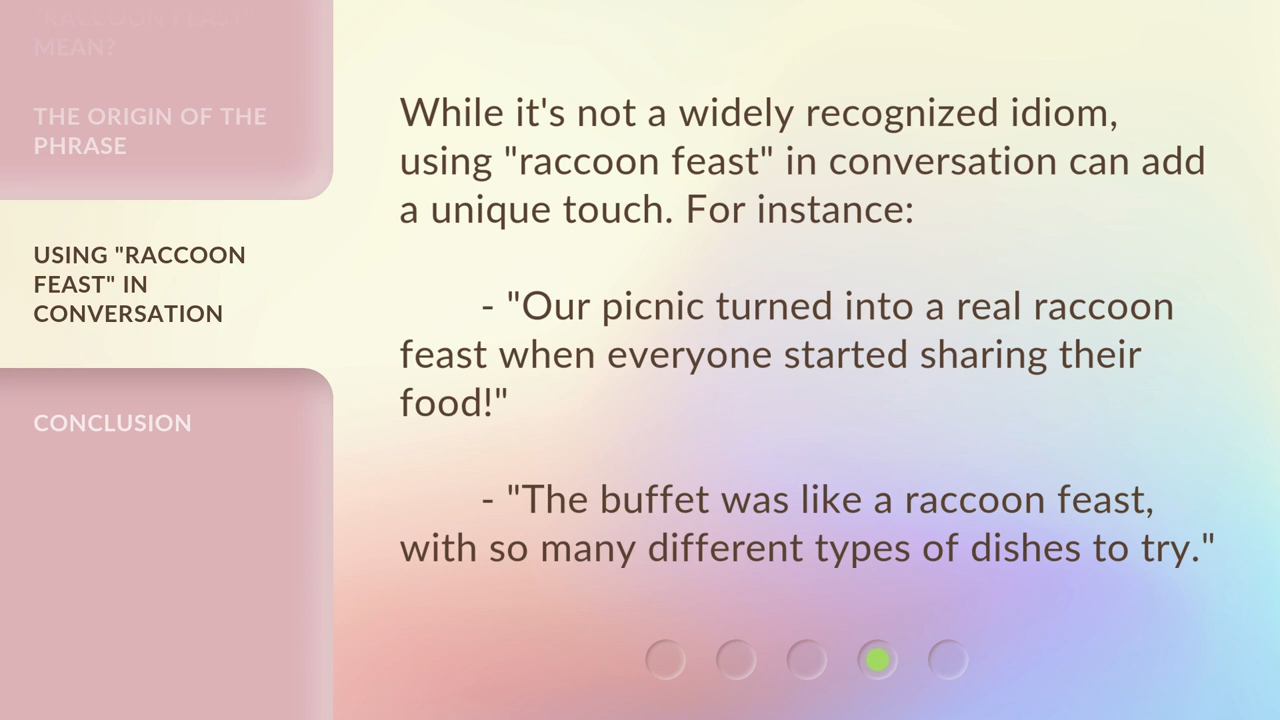 "RACCOON FEAST"
MEAN?
THE ORIGIN OF THE
PHRASE
USING "RACCOON
FEAST" IN
CONVERSATION
CONCLUSION
While it's not a widely recognized idiom,
using "raccoon feast" in conversation can add
a unique touch. For instance:
- "Our picnic turned into a real raccoon
feast when everyone started sharing their
food!"
- "The buffet was like a raccoon feast,
with so many different types of dishes to try."